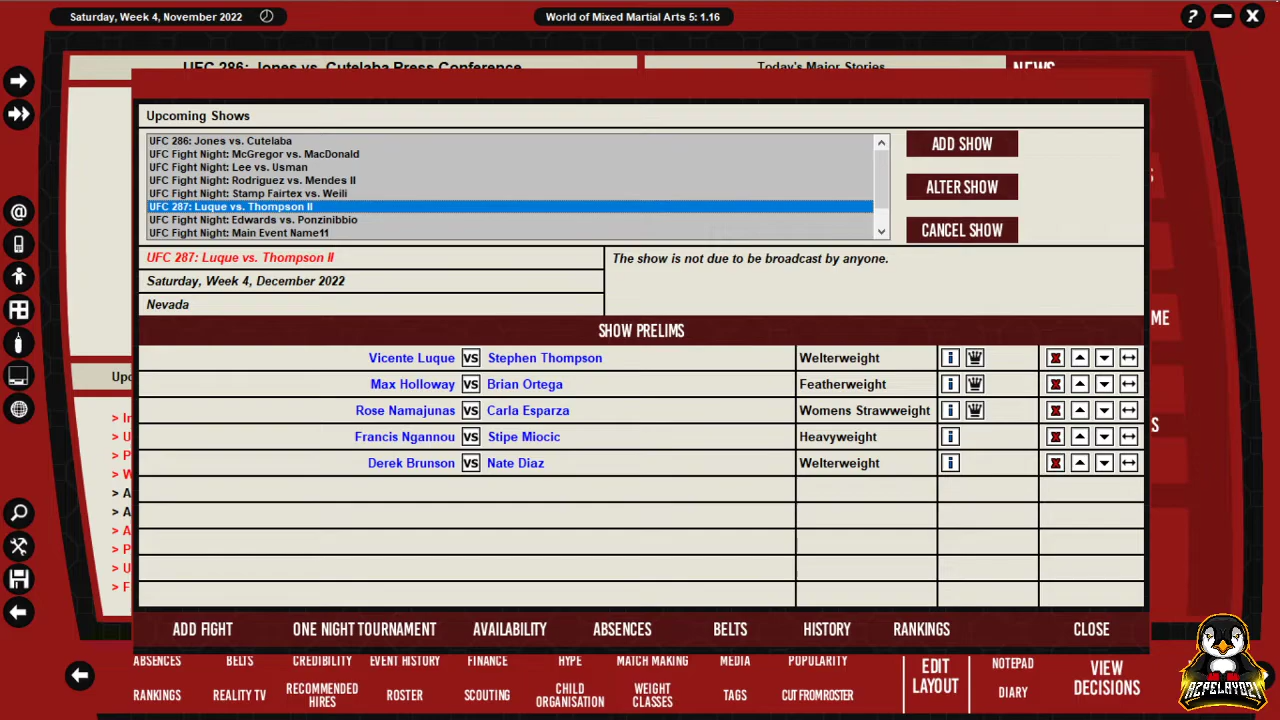 Saturday, Week 4, November 2022
World of Mixed Martial Arts 5: 1.16
?
UFC 286: Jones vs. Cutelaba Press Conference
Today's Major Stories
NEWS
Upcoming Shows
UFC 286: Jones vs. Cutelaba
UFC Fight Night: McGregor vs. MacDonald
UFC Fight Night: Lee vs. Usman
UFC Fight Night: Rodriguez vs. Mendes II
UFC Fight Night: Stamp Fairtex vs. Weili
UFC 287: Luque vs. Thompson II
UFC Fight Night: Edwards vs. Ponzinibbio
UFC Fight Night: Main Event Name11
ADD SHOW
ALTER SHOW
CANCEL SHOW
UFC 287: Luque vs. Thompson II
The show is not due to be broadcast by anyone.
Saturday, Week 4, December 2022
Nevada
SHOW PRELIMS
Vicente Luque VS Stephen Thompson Welterweight i
Max Holloway VS Brian Ortega Featherweight i
Rose Namajunas VS Carla Esparza Womens Strawweight i
Francis Ngannou VS Stipe Miocic Heavyweight i
Derek Brunson VS Nate Diaz Welterweight i
ME
S
Upc
> In
> U
> P
> W
> A
> A
> A
> P
> U
> F
ADD FIGHT ONE NIGHT TOURNAMENT AVAILABILITY ABSENCES BELTS HISTORY RANKINGS CLOSE
ABSENCES BELTS CREDIBILITY EVENT HISTORY FINANCE HYPE MATCH MAKING MEDIA POPULARITY
RANKINGS REALITY TV RECOMMENDED HIRES ROSTER SCOUTING CHILD ORGANISATION WEIGHT CLASSES TAGS CUT FROM ROSTER
EDIT LAYOUT
NOTEPAD
DIARY
VIEW DECISIONS
ACPELAYO21